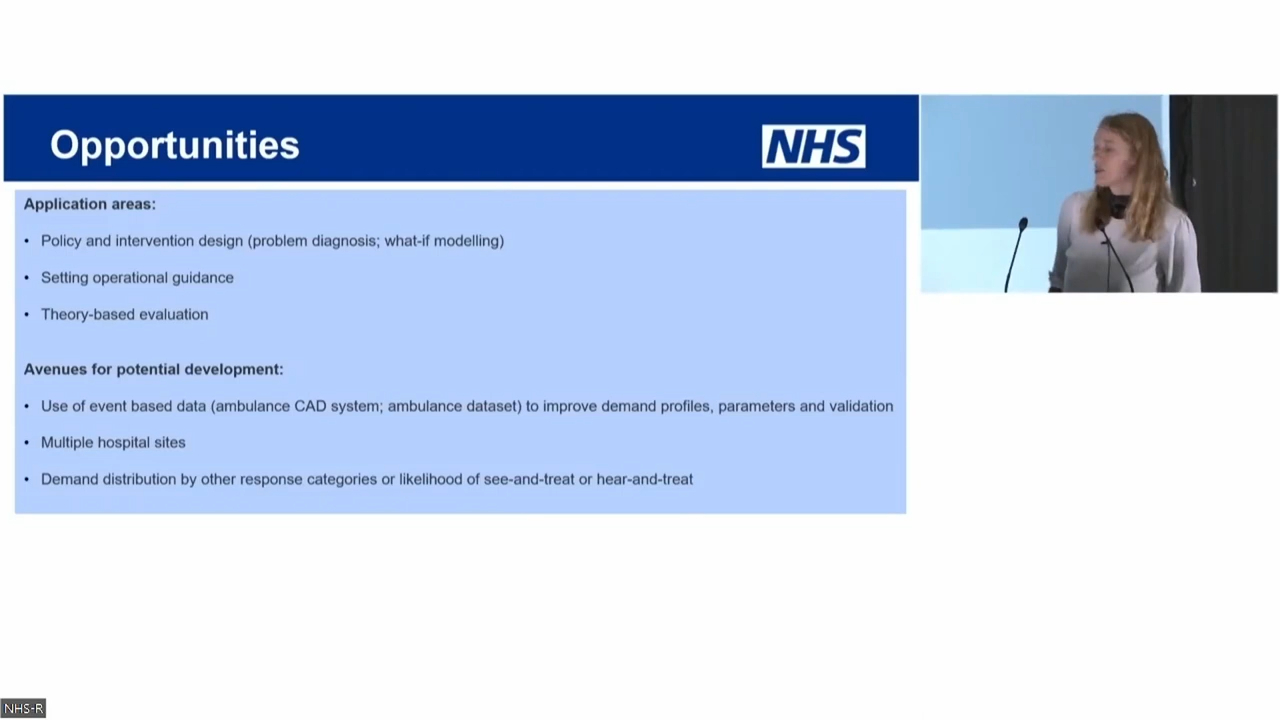 Opportunities
NHS
Application areas:
• Policy and intervention design (problem diagnosis; what-if modelling)
• Setting operational guidance
• Theory-based evaluation
Avenues for potential development:
• Use of event based data (ambulance CAD system; ambulance dataset) to improve demand profiles, parameters and validation
• Multiple hospital sites
• Demand distribution by other response categories or likelihood of see-and-treat or hear-and-treat
NHS-R